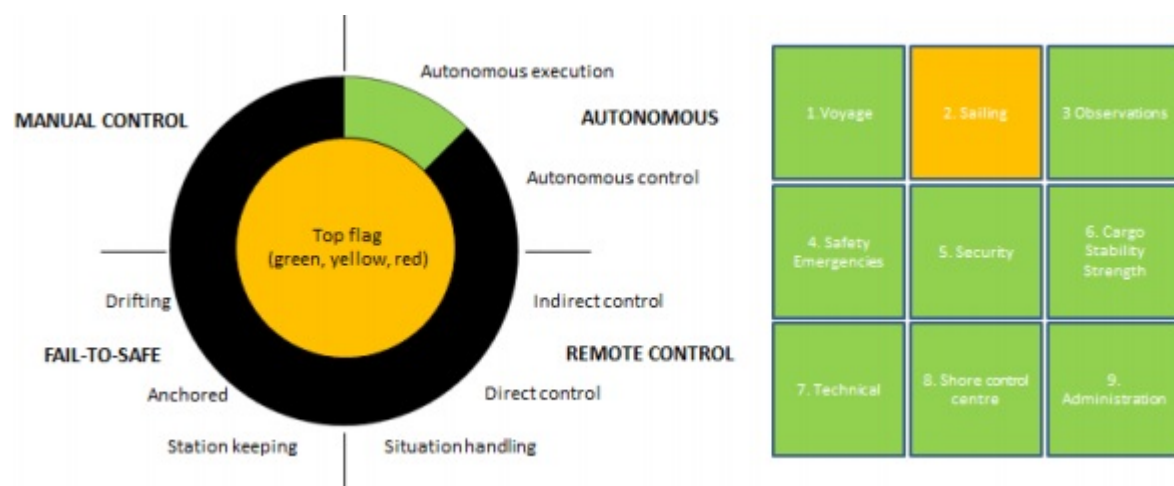 Autonomous execution
MANUAL CONTROL
AUTONOMOUS
Autonomous control
Top flag
(green, yellow, red)
Drifting
Indirect control
FAIL-TO-SAFE
REMOTE CONTROL
Anchored
Direct control
Station keeping
Situation handling
1. Voyage
2. Sailing
3 Observations
4. Safety
Emergencies
5. Security
6. Cargo
Stability
Strength
7. Technical
8. Shore control
centre
9.
Administration